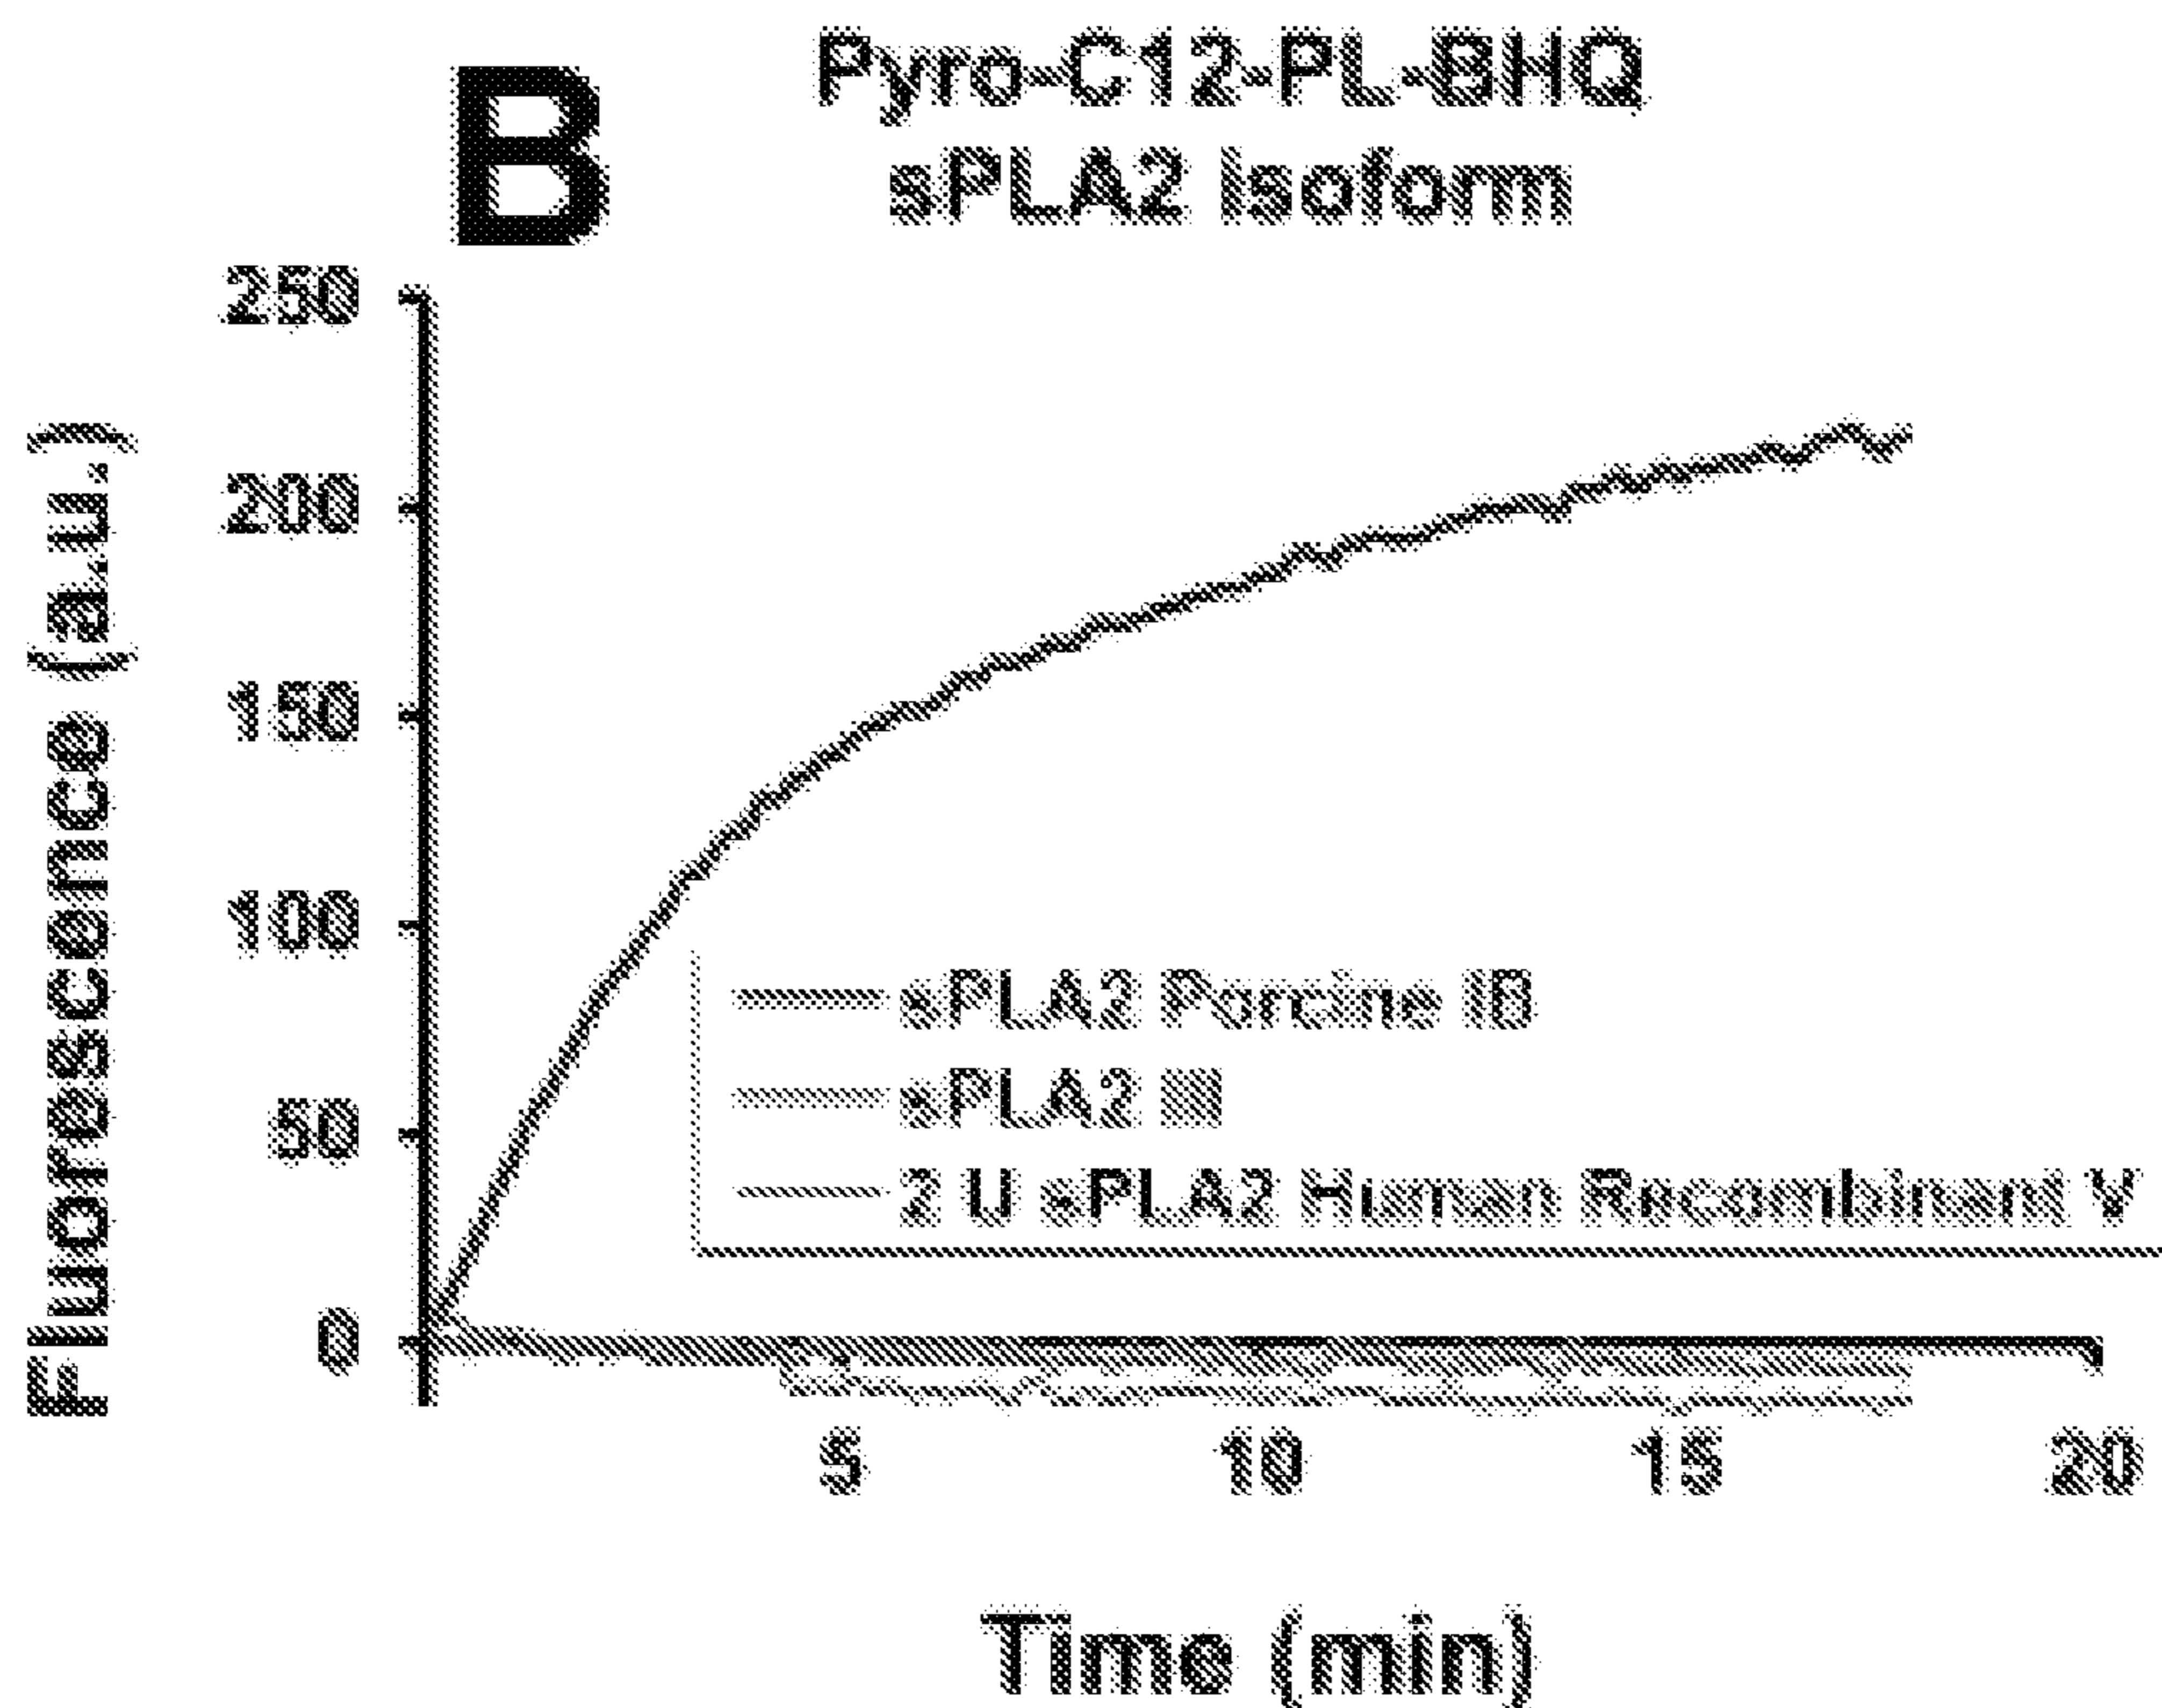 B
Pyro-C12-PL-BHQ
sPLA2 Isoform
Fluorescence (a.u.)
250
200
150
100
50
0
sPLA2 Porcine IB
sPLA2 III
2 U sPLA2 Human Recombinant V
5 10 15 20
Time (min)